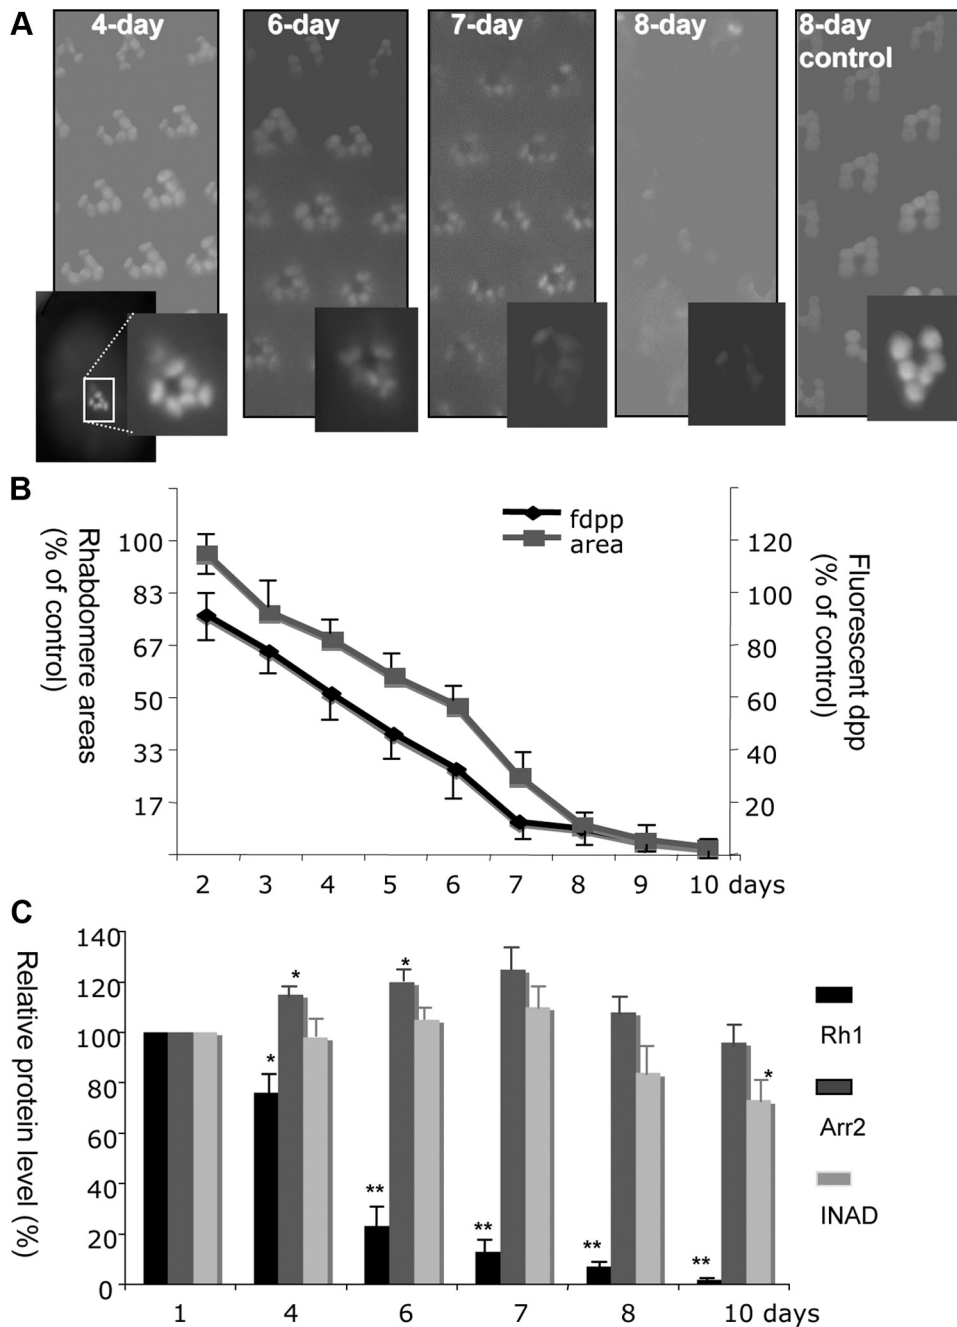 A
4-day
6-day
7-day
8-day
8-day
control
B
Rhabdomere areas
(% of control)
100
83
67
50
33
17
fdpp
area
120
100
80
60
40
20
Fluorescent dpp
(% of control)
2 3 4 5 6 7 8 9 10 days
C
Relative protein level (%)
140
120
100
80
60
40
20
0
*
*
**
*
**
**
**
*
1 4 6 7 8 10 days
Rh1
Arr2
INAD